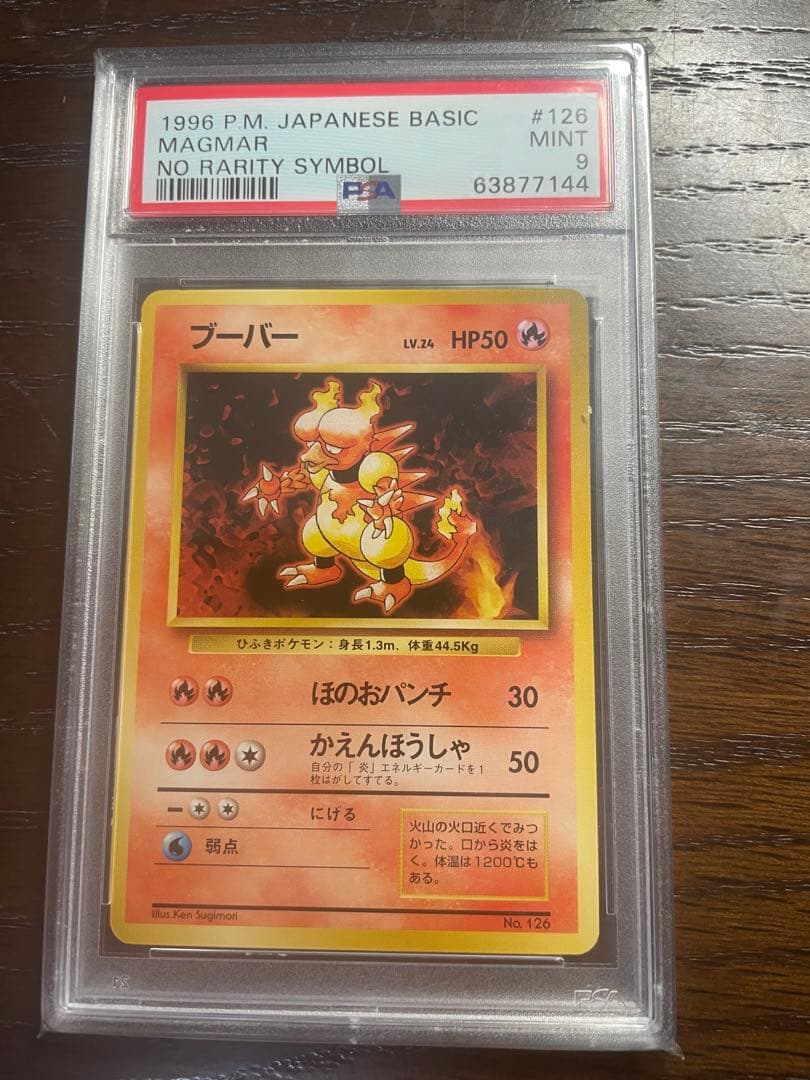 1996 P.M. JAPANESE BASIC #126
MAGMAR MINT
NO RARITY SYMBOL 9
PSA 63877144
ブーバー LV.24 HP50
ひふきポケモン：身長1.3m、体重44.5Kg
ほのおパンチ 30
かえんほうしゃ 50
自分の「炎」エネルギーカードを1
枚はがしてすてる。
ー にげる
弱点
火山の火口近くでみつ
かった。口から炎をは
く。体温は1200℃も
ある。
Illus.Ken Sugimori No. 126
PSA